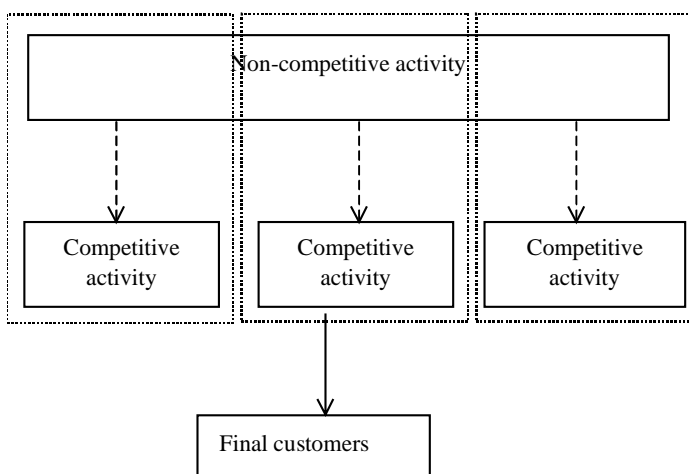 Non-competitive activity
Competitive
activity
Competitive
activity
Competitive
activity
Final customers